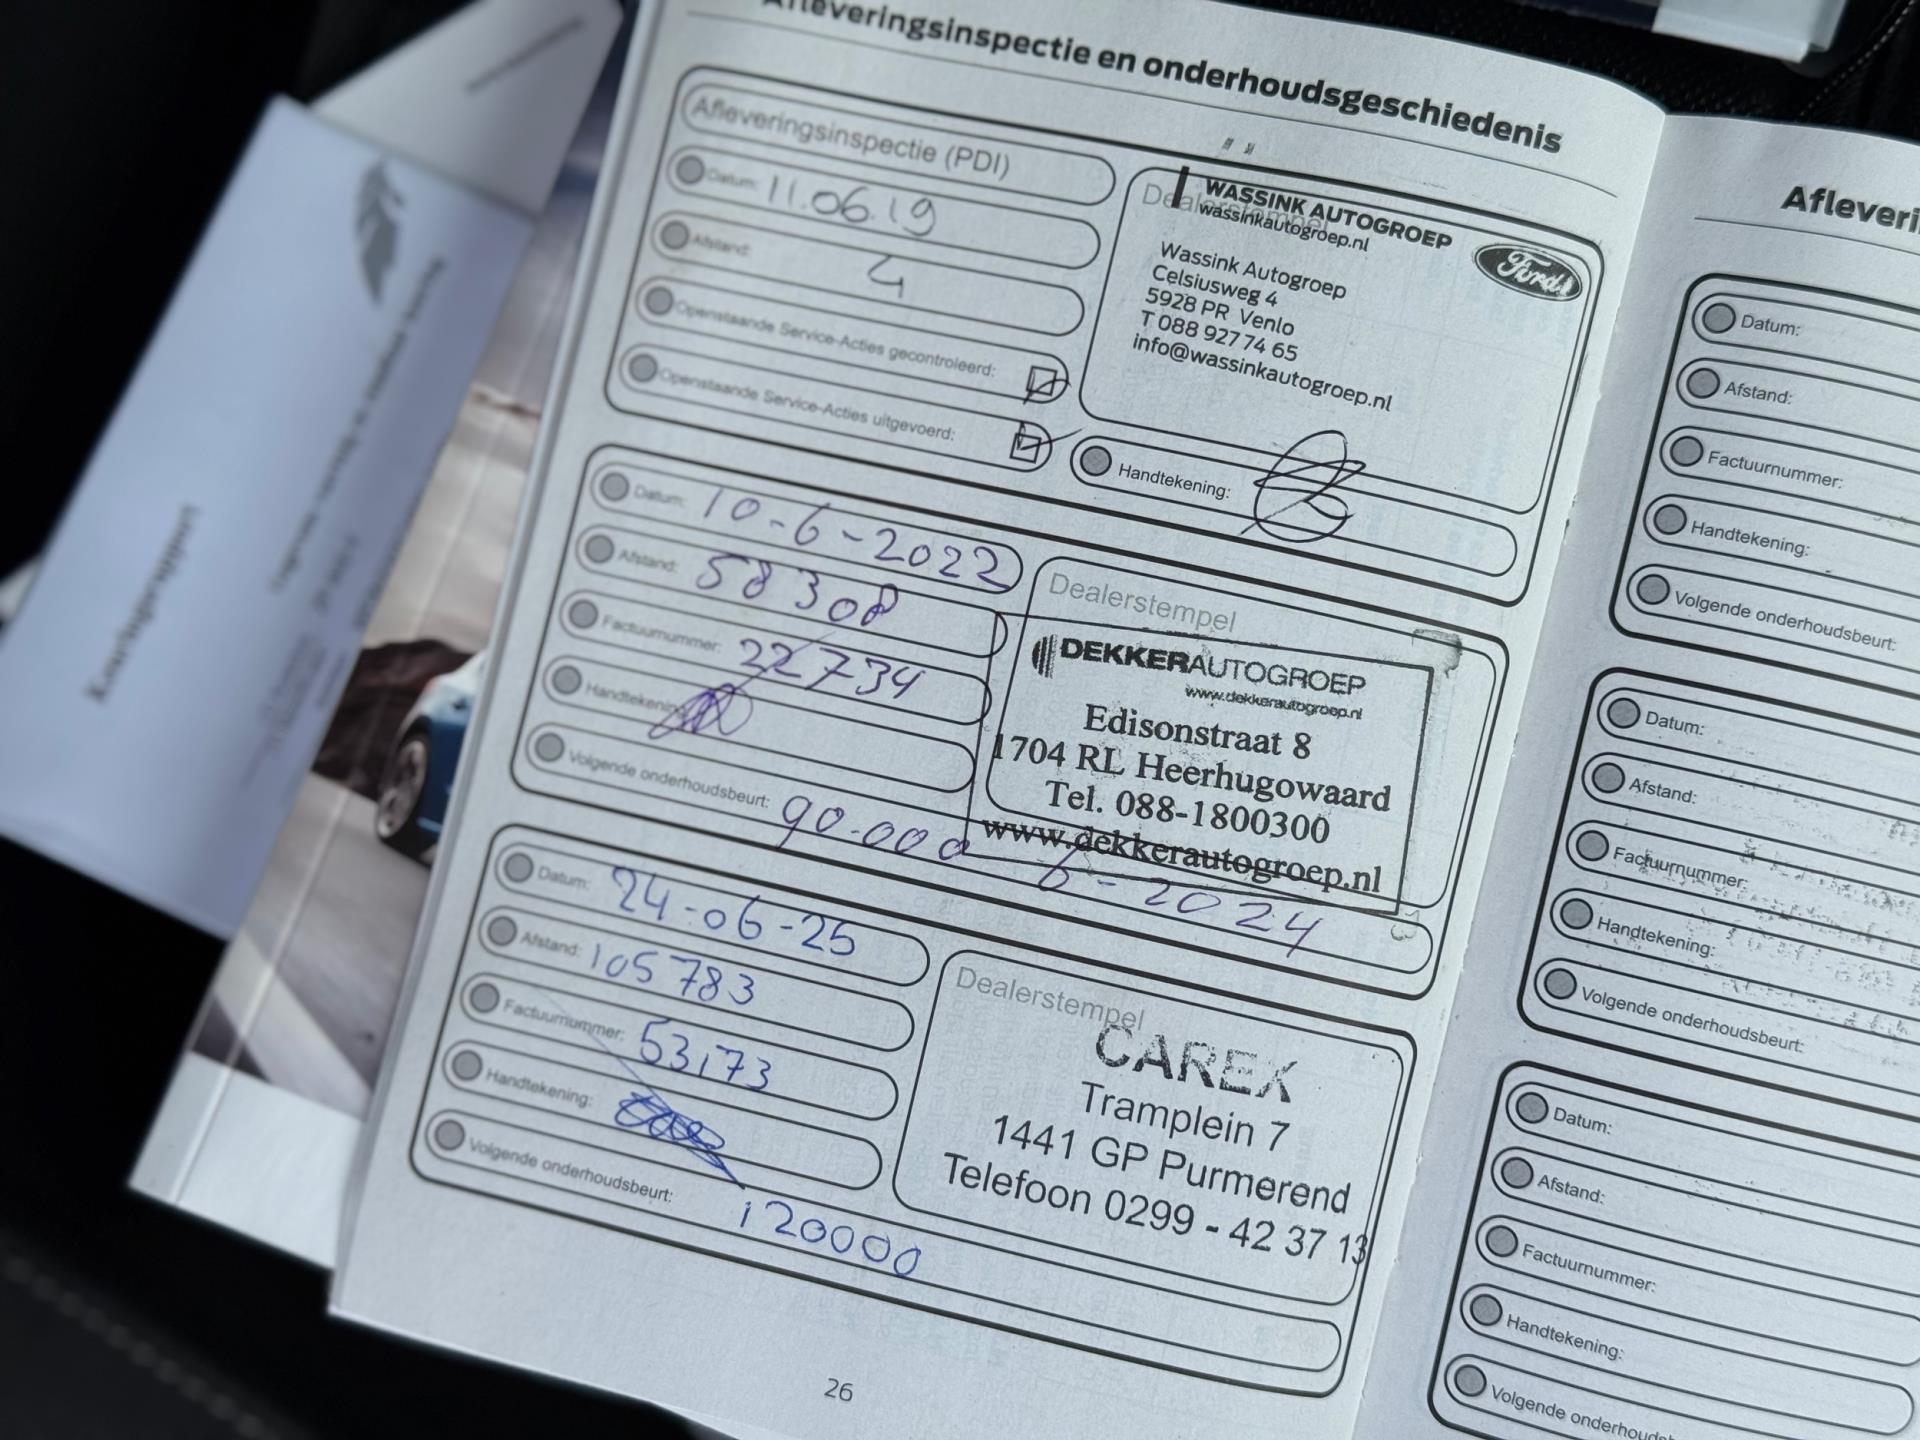 Afleveringsinspectie en onderhoudsgeschiedenis
Afleveringsinspectie (PDI)
Datum: 11.06.19
Afstand: 4
Openstaande Service-Acties gecontroleerd:
Openstaande Service-Acties uitgevoerd:
Dealerstempel
WASSINK AUTOGROEP
wassinkautogroep.nl
Ford
Wassink Autogroep
Celsiusweg 4
5928 PR Venlo
T 088 927 74 65
info@wassinkautogroep.nl
Handtekening:
Datum: 10-6-2022
Afstand: 58308
Factuurnummer: 22734
Handtekening:
Volgende onderhoudsbeurt: 90.000 6-2024
Dealerstempel
DEKKERAUTOGROEP
www.dekkerautogroep.nl
Edisonstraat 8
1704 RL Heerhugowaard
Tel. 088-1800300
www.dekkerautogroep.nl
Datum: 24-06-25
Afstand: 105783
Factuurnummer: 53173
Handtekening:
Volgende onderhoudsbeurt: 120000
Dealerstempel
CAREX
Tramplein 7
1441 GP Purmerend
Telefoon 0299 - 42 37 13
26
Afleveri
Datum:
Afstand:
Factuurnummer:
Handtekening:
Volgende onderhoudsbeurt:
Datum:
Afstand:
Factuurnummer:
Handtekening:
Volgende onderhoudsbeurt:
Datum:
Afstand:
Factuurnummer:
Handtekening:
Volgende onderhoudsb